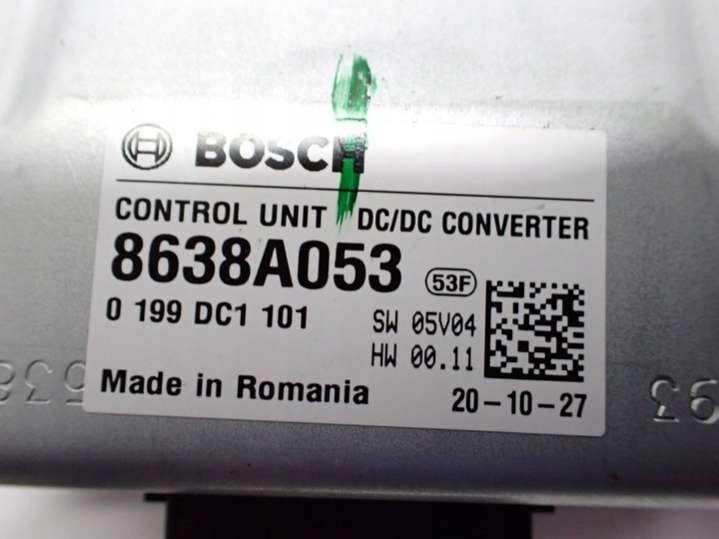 BOSCH
CONTROL UNIT DC/DC CONVERTER
8638A053 53F
0 199 DC1 101 SW 05V04
HW 00.11
Made in Romania 20-10-27